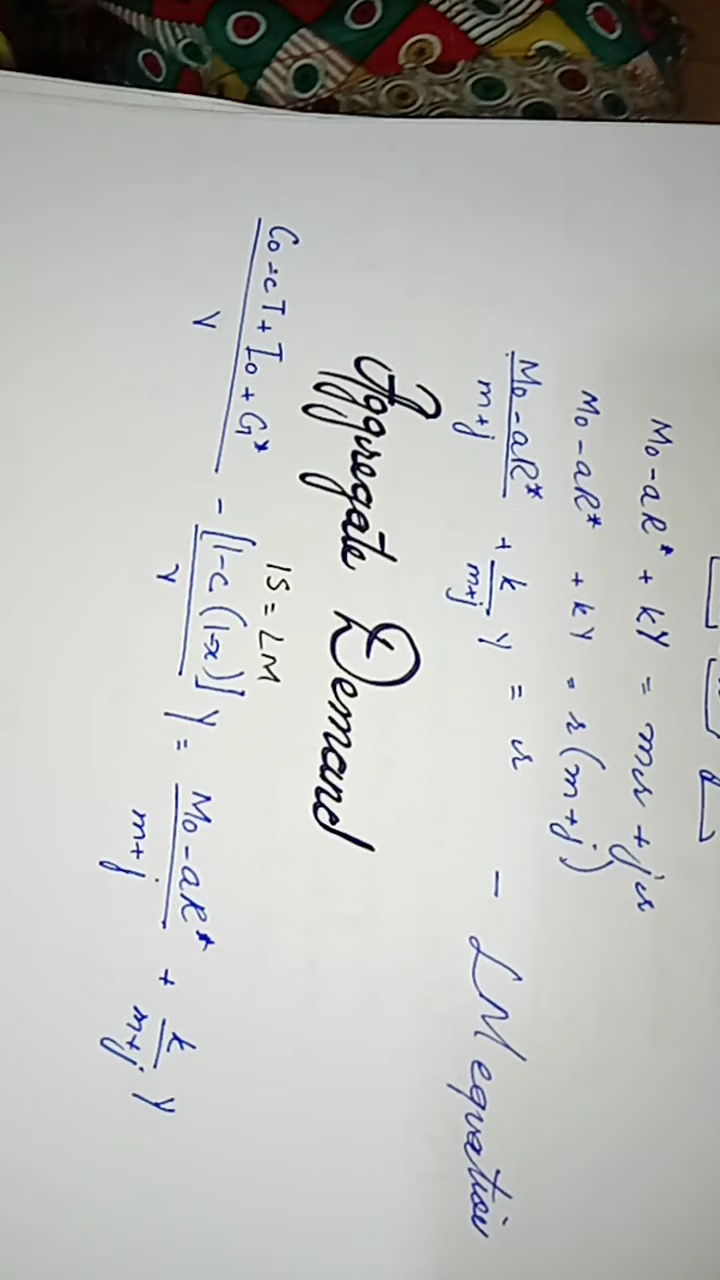 M₀ - aR* + kY = mr + jr
M₀ - aR* + kY = r(m+j)
(M₀ - aR*)/(m+j) + k/(m+j) Y = r - LM equation
Aggregate Demand
IS = LM
(C₀ - cT + I₀ + G*)/γ - [1-c(1-x)]/γ Y = (M₀ - aR*)/(m+j) + k/(m+j) Y